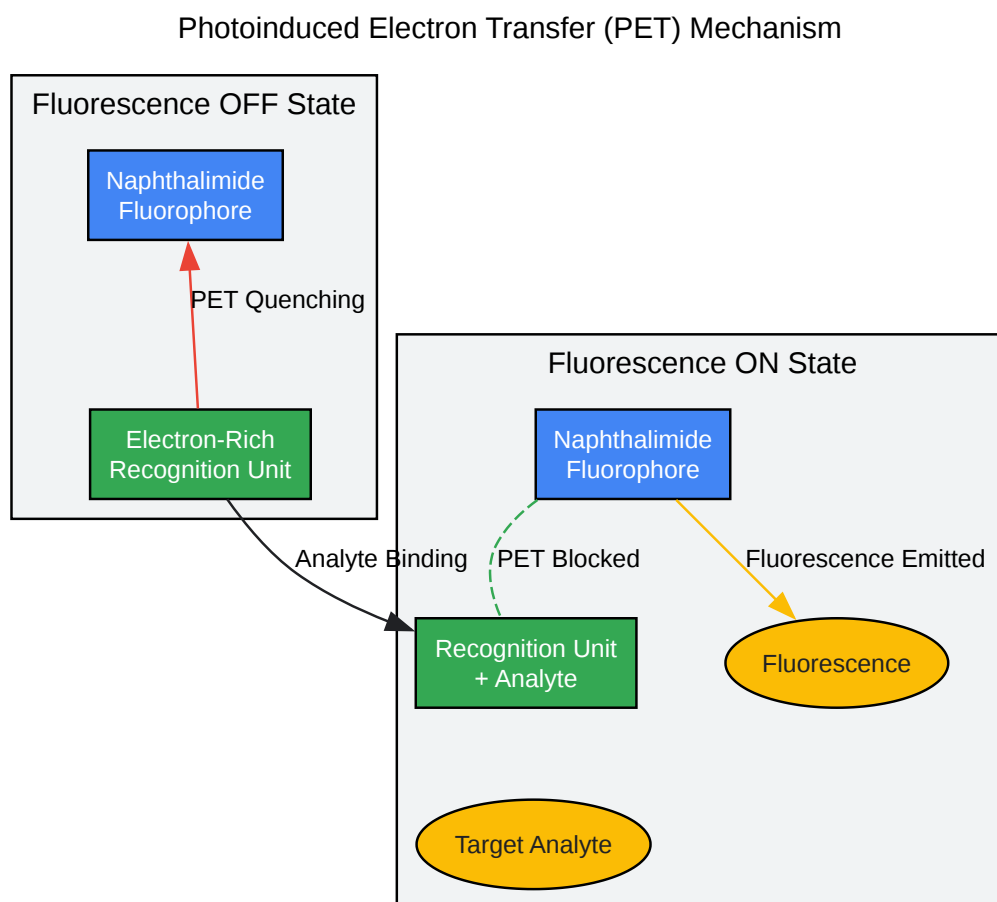 Photoinduced Electron Transfer (PET) Mechanism
Fluorescence OFF State
Naphthalimide
Fluorophore
PET Quenching
Electron-Rich
Recognition Unit
Analyte Binding
Fluorescence ON State
Naphthalimide
Fluorophore
PET Blocked
Fluorescence Emitted
Recognition Unit
+ Analyte
Fluorescence
Target Analyte